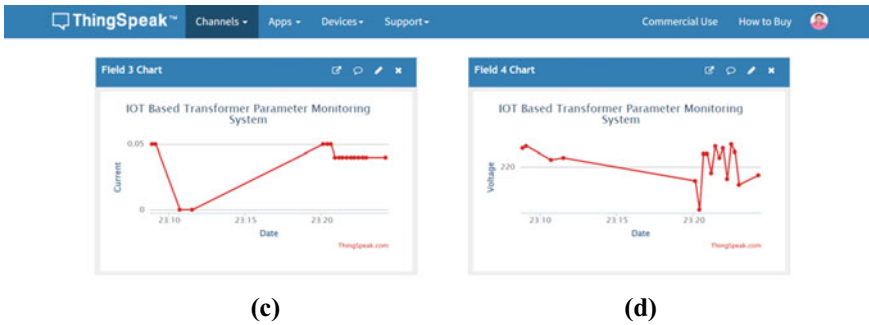 ThingSpeak™ Channels Apps Devices Support Commercial Use How to Buy
Field 3 Chart
IOT Based Transformer Parameter Monitoring
System
0.05
Current
0
23:10 23:15 23:20
Date
ThingSpeak.com
(c)
Field 4 Chart
IOT Based Transformer Parameter Monitoring
System
Voltage
220
23:10 23:15 23:20
Date
ThingSpeak.com
(d)